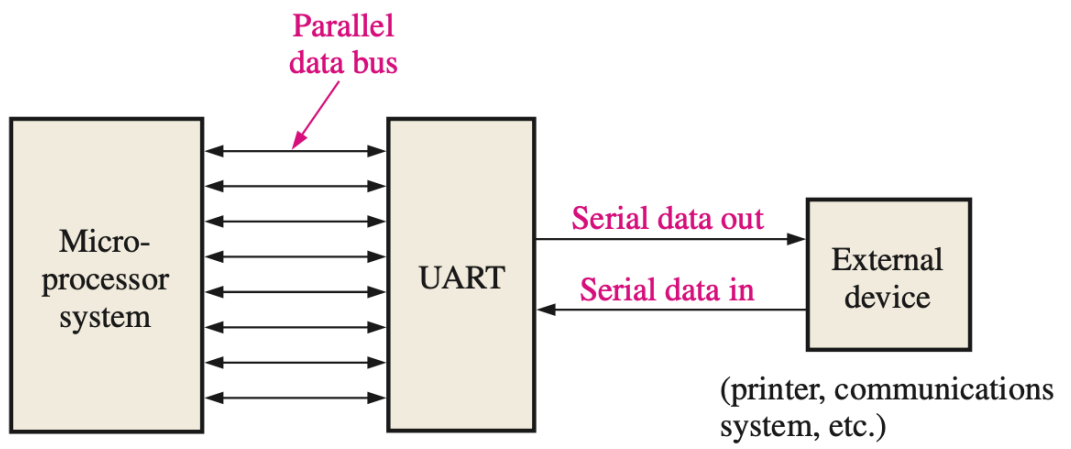 Parallel
data bus
Micro-
processor
system
UART
Serial data out
Serial data in
External
device
(printer, communications
system, etc.)